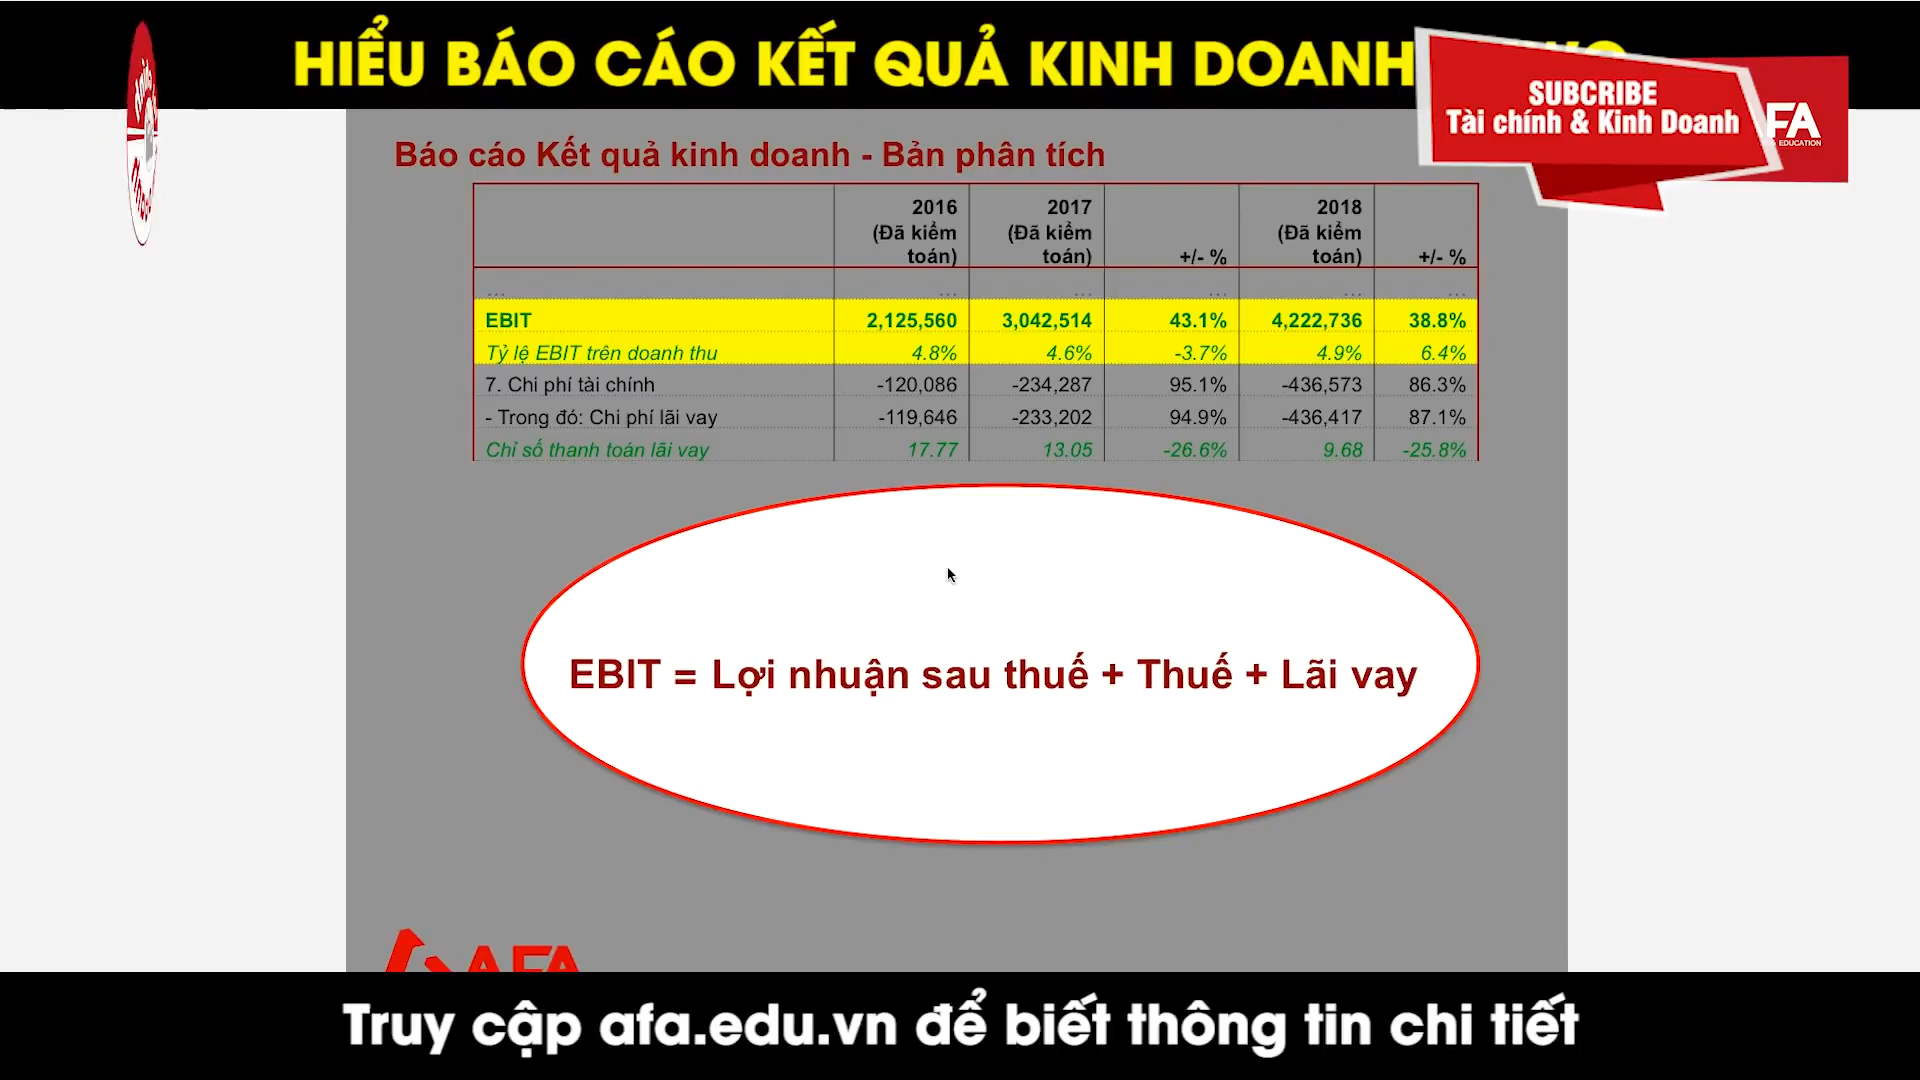 HIỂU BÁO CÁO KẾT QUẢ KINH DOANH
SUBCRIBE
Tài chính & Kinh Doanh
FA
EDUCATION
Báo cáo Kết quả kinh doanh - Bản phân tích
2016 (Đã kiểm toán) 2017 (Đã kiểm toán) +/- % 2018 (Đã kiểm toán) +/- %
... ... ... ... ... ...
EBIT 2,125,560 3,042,514 43.1% 4,222,736 38.8%
Tỷ lệ EBIT trên doanh thu 4.8% 4.6% -3.7% 4.9% 6.4%
7. Chi phí tài chính -120,086 -234,287 95.1% -436,573 86.3%
- Trong đó: Chi phí lãi vay -119,646 -233,202 94.9% -436,417 87.1%
Chỉ số thanh toán lãi vay 17.77 13.05 -26.6% 9.68 -25.8%
EBIT = Lợi nhuận sau thuế + Thuế + Lãi vay
AFA
Truy cập afa.edu.vn để biết thông tin chi tiết